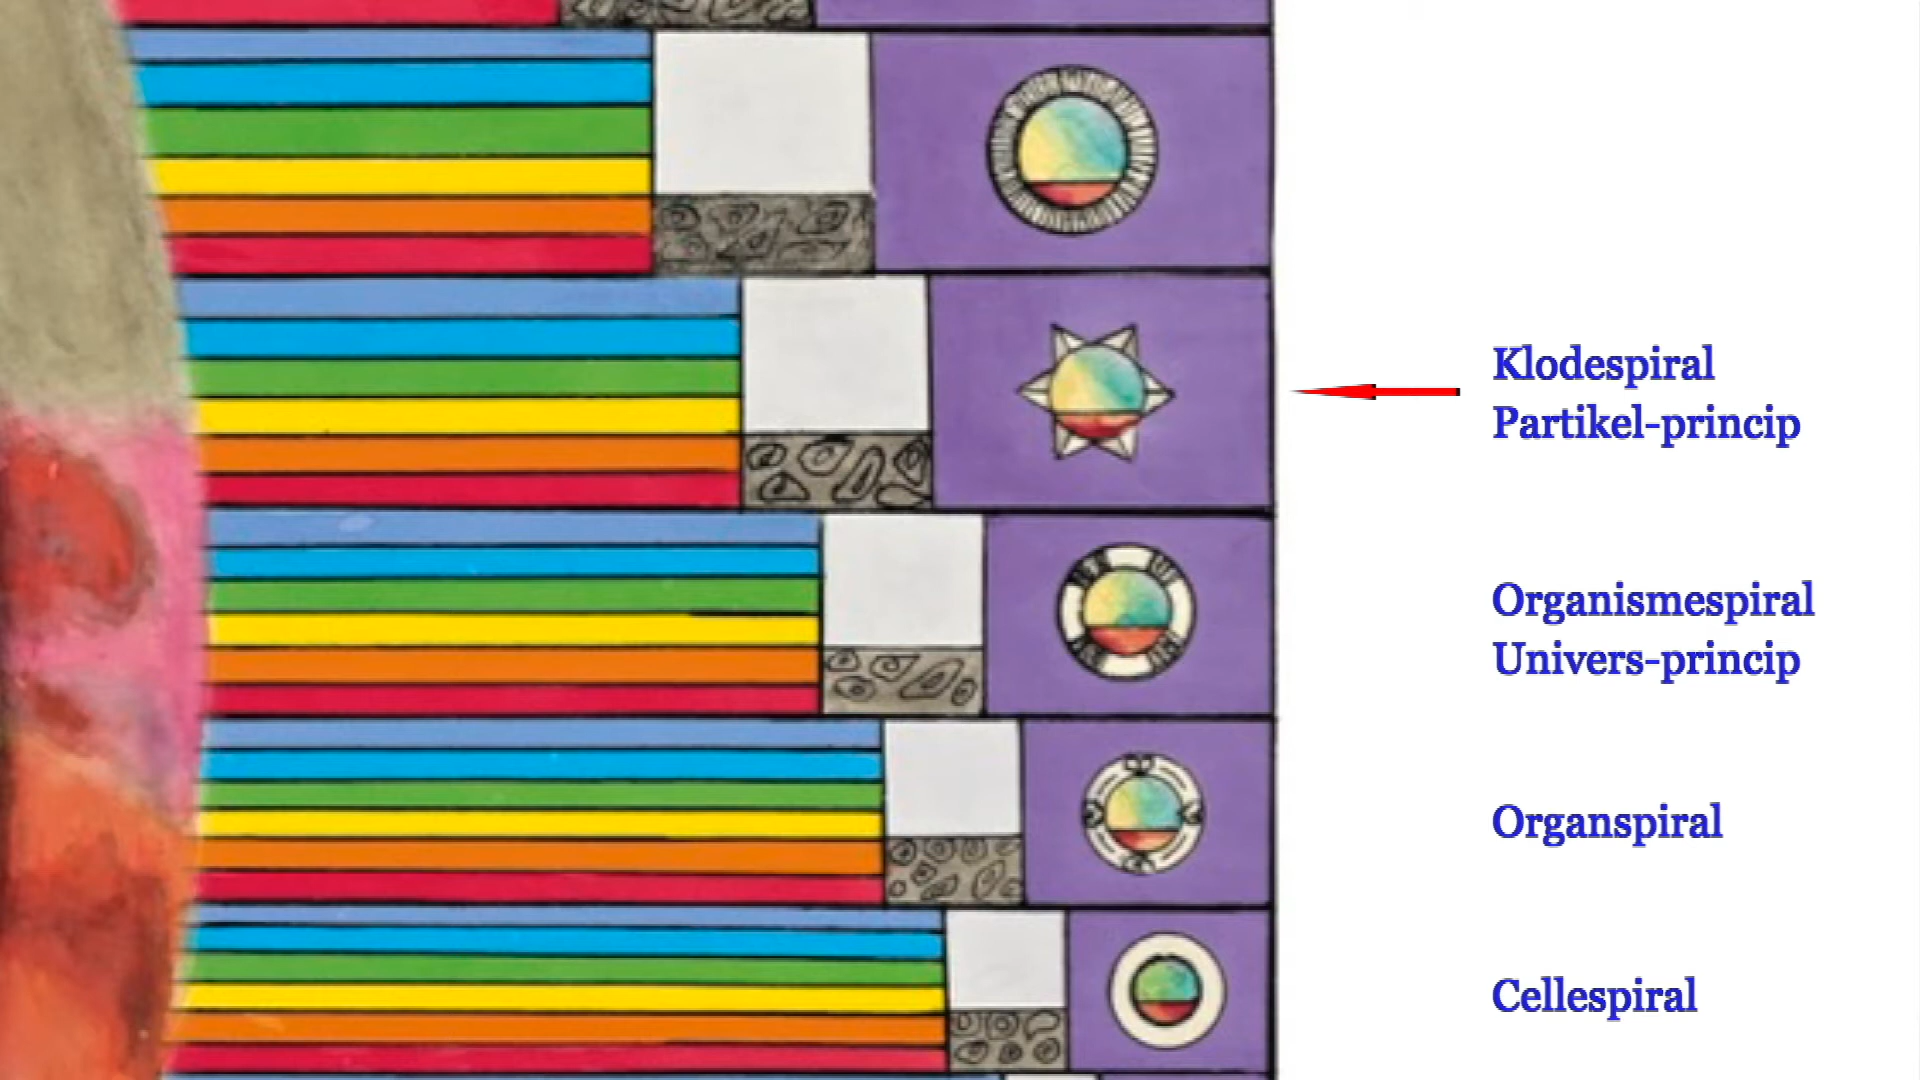 Klodespiral
Partikel-princip
Organismespiral
Univers-princip
Organspiral
Cellespiral